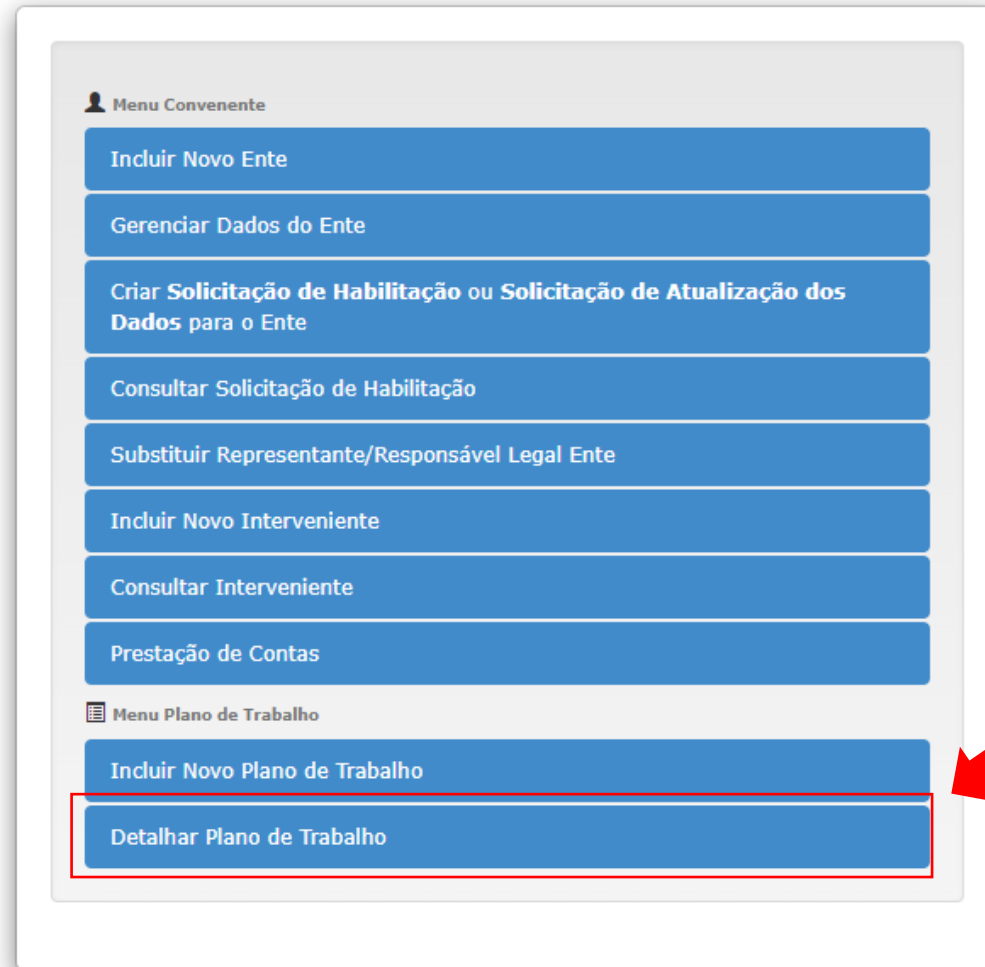 Menu Convenente
Incluir Novo Ente
Gerenciar Dados do Ente
Criar Solicitação de Habilitação ou Solicitação de Atualização dos
Dados para o Ente
Consultar Solicitação de Habilitação
Substituir Representante/Responsável Legal Ente
Incluir Novo Interveniente
Consultar Interveniente
Prestação de Contas
Menu Plano de Trabalho
Incluir Novo Plano de Trabalho
Detalhar Plano de Trabalho